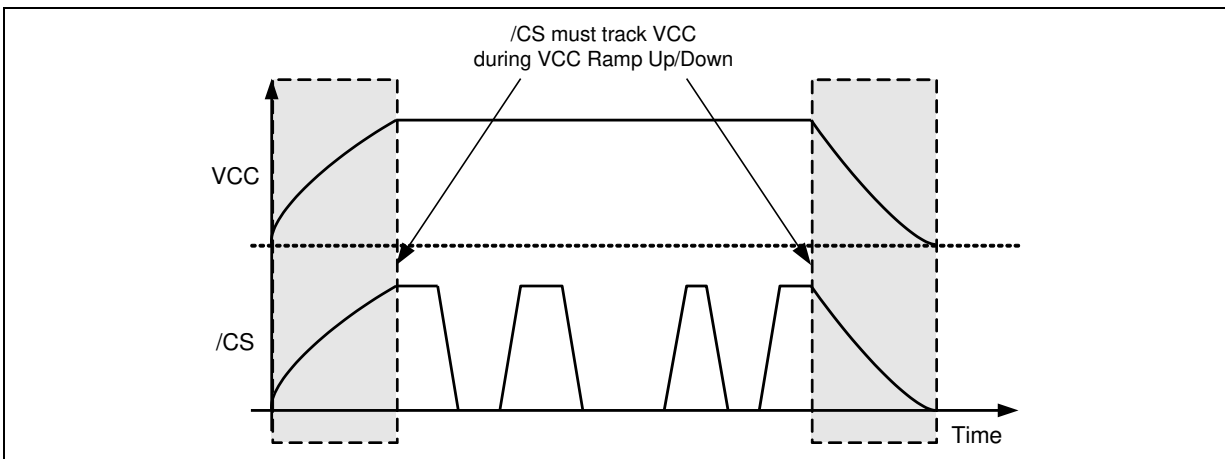 /CS must track VCC
during VCC Ramp Up/Down
VCC
/CS
Time